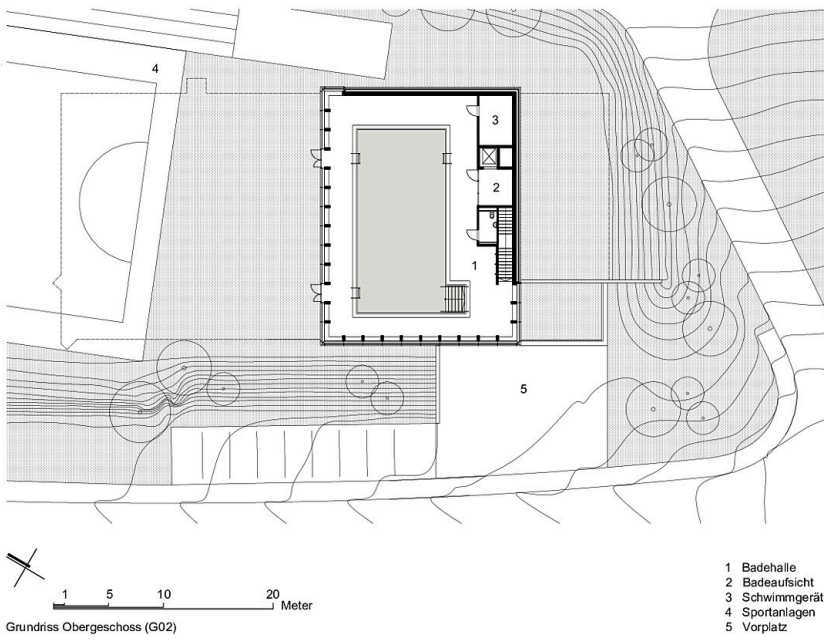 4
3
2
1
5
1 5 10 20 Meter
Grundriss Obergeschoss (G02)
1 Badehalle
2 Badeaufsicht
3 Schwimmgerät
4 Sportanlagen
5 Vorplatz